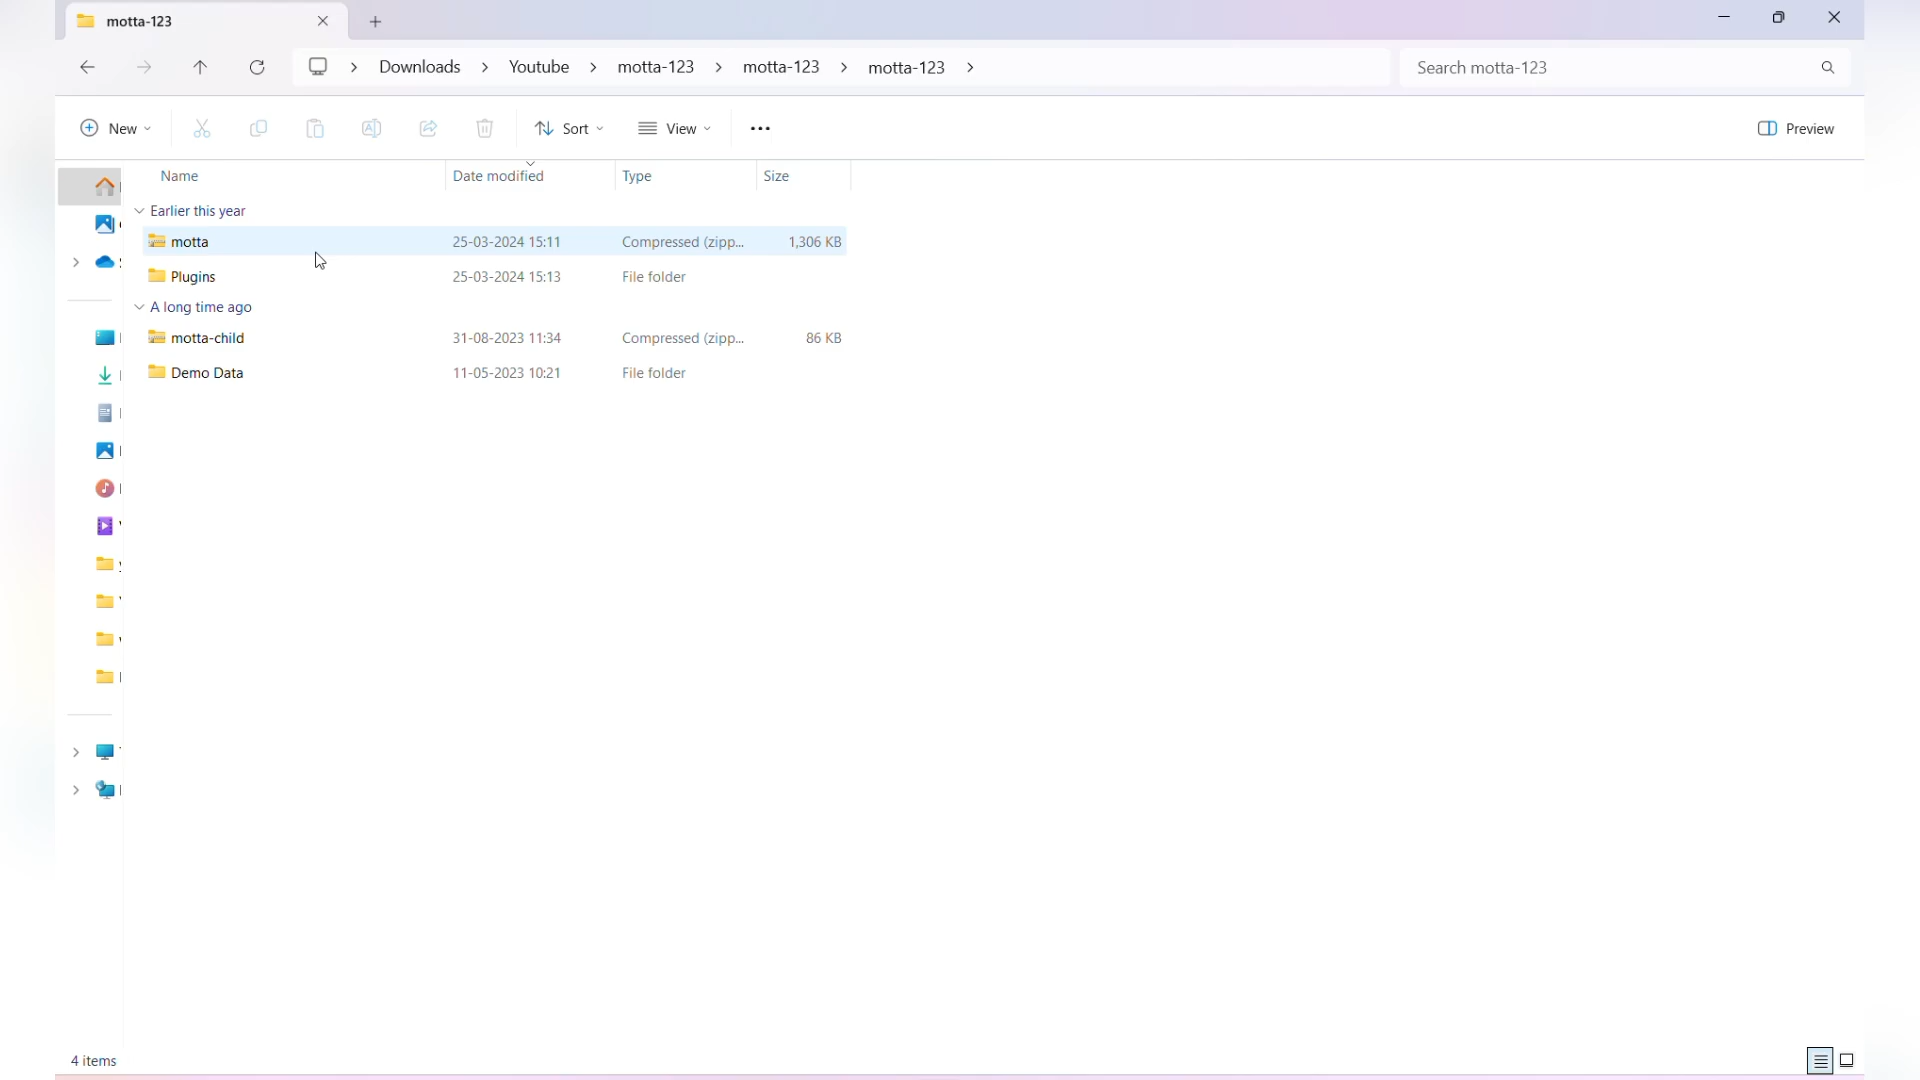 motta-123
Downloads > Youtube > motta-123 > motta-123 > motta-123 >
Search motta-123
New
Sort
View
Preview
Name Date modified Type Size
Earlier this year
motta 25-03-2024 15:11 Compressed (zipp... 1,306 KB
Plugins 25-03-2024 15:13 File folder
A long time ago
motta-child 31-08-2023 11:34 Compressed (zipp... 86 KB
Demo Data 11-05-2023 10:21 File folder
4 items